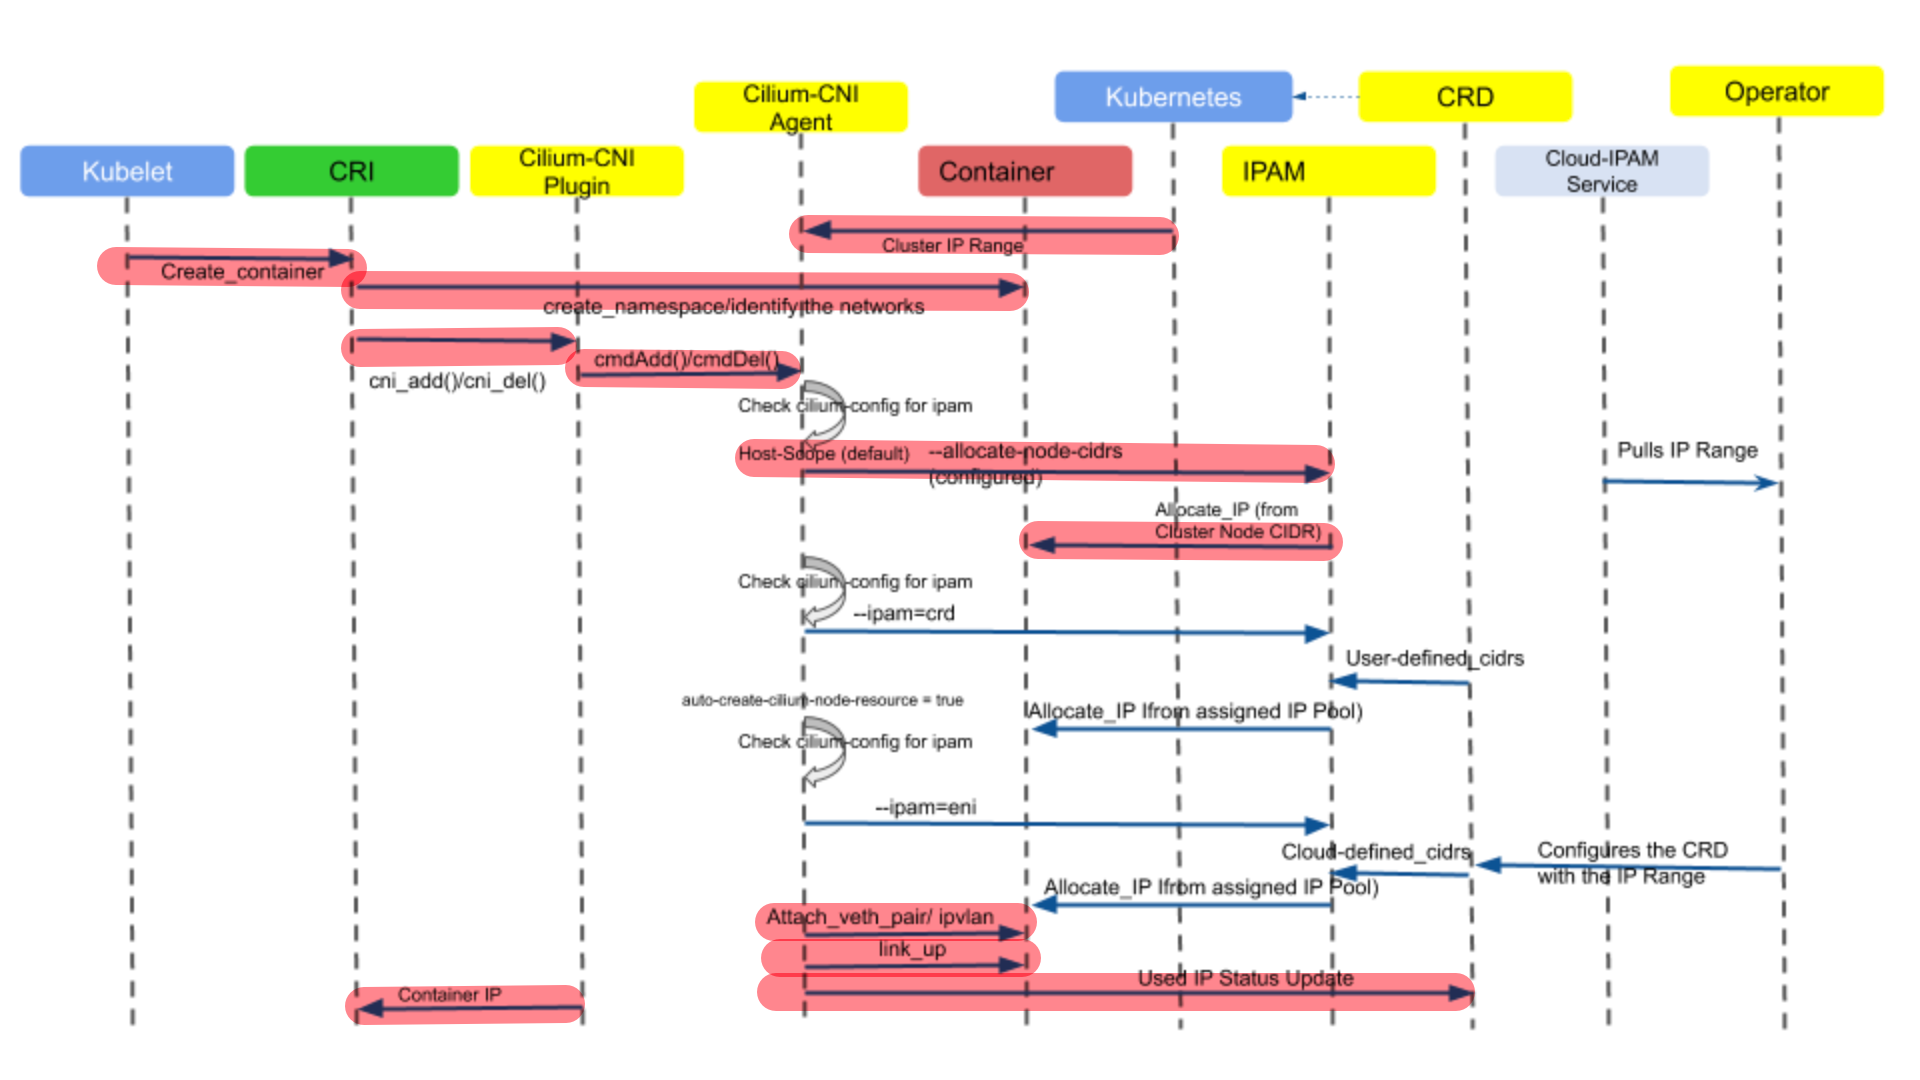 Cilium-CNI
Agent
Kubernetes
CRD
Operator
Kubelet
CRI
Cilium-CNI
Plugin
Container
IPAM
Cloud-IPAM
Service
Cluster IP Range
Create_container
create_namespace/identify the networks
cmdAdd()/cmdDel()
cni_add()/cni_del()
Check cilium-config for ipam
Host-Scope (default)
--allocate-node-cidrs
(configured)
Pulls IP Range
Allocate_IP (from
Cluster Node CIDR)
Check cilium-config for ipam
--ipam=crd
User-defined_cidrs
auto-create-cilium-node-resource = true
Allocate_IP Ifrom assigned IP Pool)
Check cilium-config for ipam
--ipam=eni
Cloud-defined_cidrs
Configures the CRD
with the IP Range
Allocate_IP Ifrom assigned IP Pool)
Attach_veth_pair/ ipvlan
link_up
Used IP Status Update
Container IP